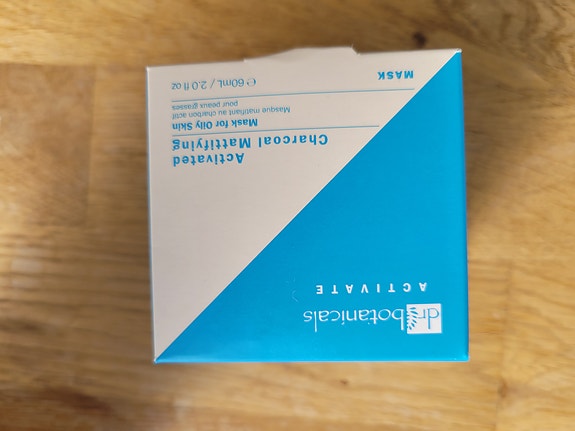 dr botanicals
ACTIVATE
Activated
Charcoal Mattifying
Mask for Oily Skin
Masque matifiant au charbon actif
pour peaux grasses
MASK
℮ 60mL / 2.0 fl oz